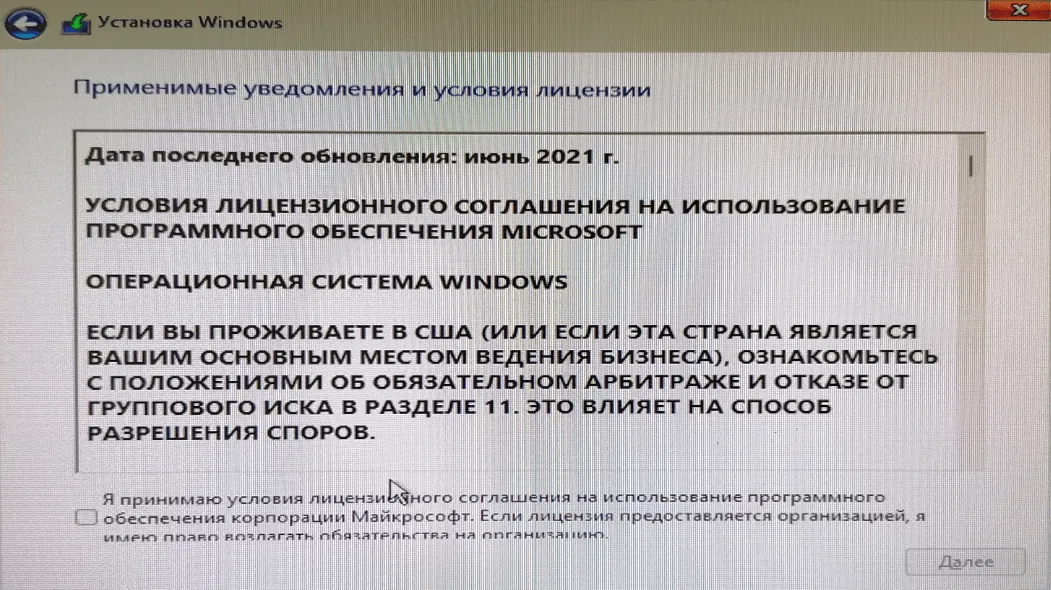 Установка Windows
Применимые уведомления и условия лицензии
Дата последнего обновления: июнь 2021 г.
УСЛОВИЯ ЛИЦЕНЗИОННОГО СОГЛАШЕНИЯ НА ИСПОЛЬЗОВАНИЕ
ПРОГРАММНОГО ОБЕСПЕЧЕНИЯ MICROSOFT
ОПЕРАЦИОННАЯ СИСТЕМА WINDOWS
ЕСЛИ ВЫ ПРОЖИВАЕТЕ В США (ИЛИ ЕСЛИ ЭТА СТРАНА ЯВЛЯЕТСЯ
ВАШИМ ОСНОВНЫМ МЕСТОМ ВЕДЕНИЯ БИЗНЕСА), ОЗНАКОМЬТЕСЬ
С ПОЛОЖЕНИЯМИ ОБ ОБЯЗАТЕЛЬНОМ АРБИТРАЖЕ И ОТКАЗЕ ОТ
ГРУППОВОГО ИСКА В РАЗДЕЛЕ 11. ЭТО ВЛИЯЕТ НА СПОСОБ
РАЗРЕШЕНИЯ СПОРОВ.
Я принимаю условия лицензионного соглашения на использование программного
обеспечения корпорации Майкрософт. Если лицензия предоставляется организацией, я
имею право возлагать обязательства на организацию.
Далее